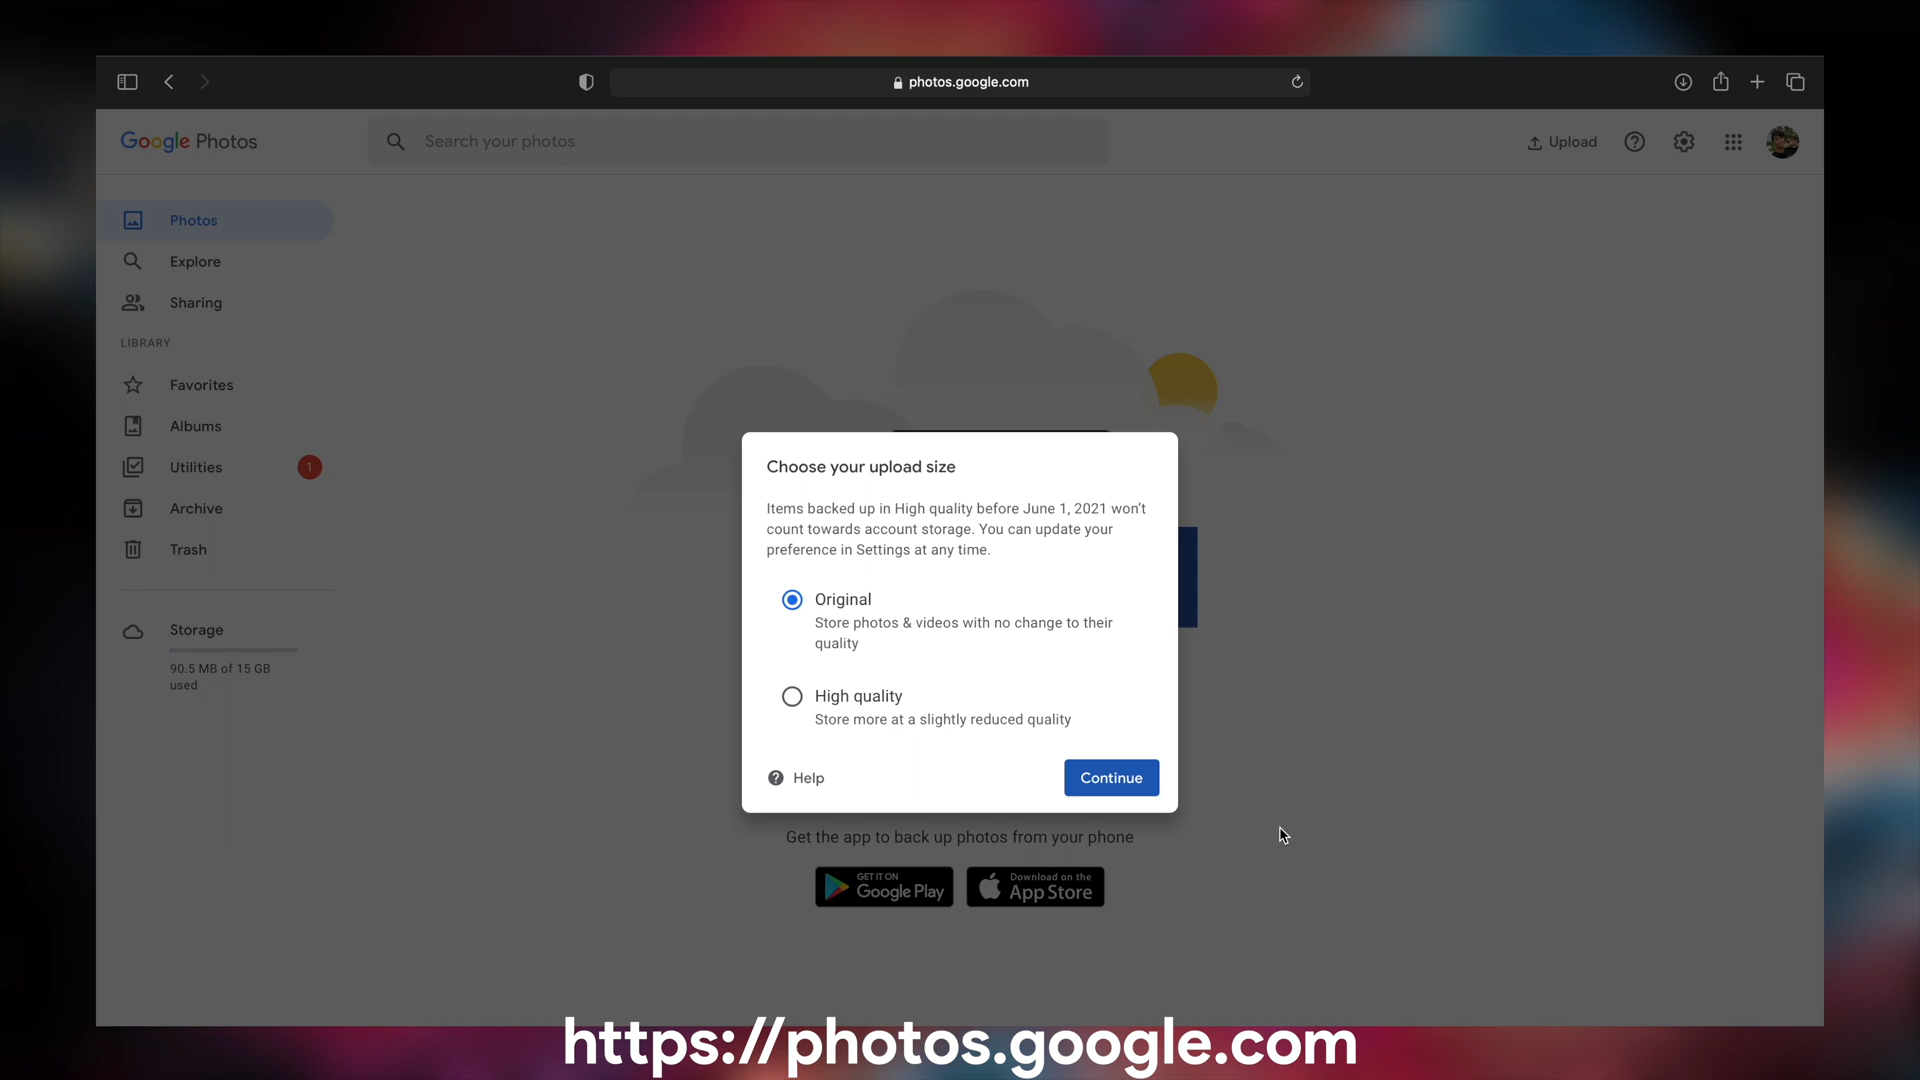 photos.google.com
Google Photos
Search your photos
Upload
Photos
Explore
Sharing
LIBRARY
Favorites
Albums
Utilities
1
Archive
Trash
Storage
90.5 MB of 15 GB
used
Choose your upload size
Items backed up in High quality before June 1, 2021 won’t
count towards account storage. You can update your
preference in Settings at any time.
Original
Store photos & videos with no change to their
quality
High quality
Store more at a slightly reduced quality
Help
Continue
Get the app to back up photos from your phone
GET IT ON
Google Play
Download on the
App Store
https://photos.google.com